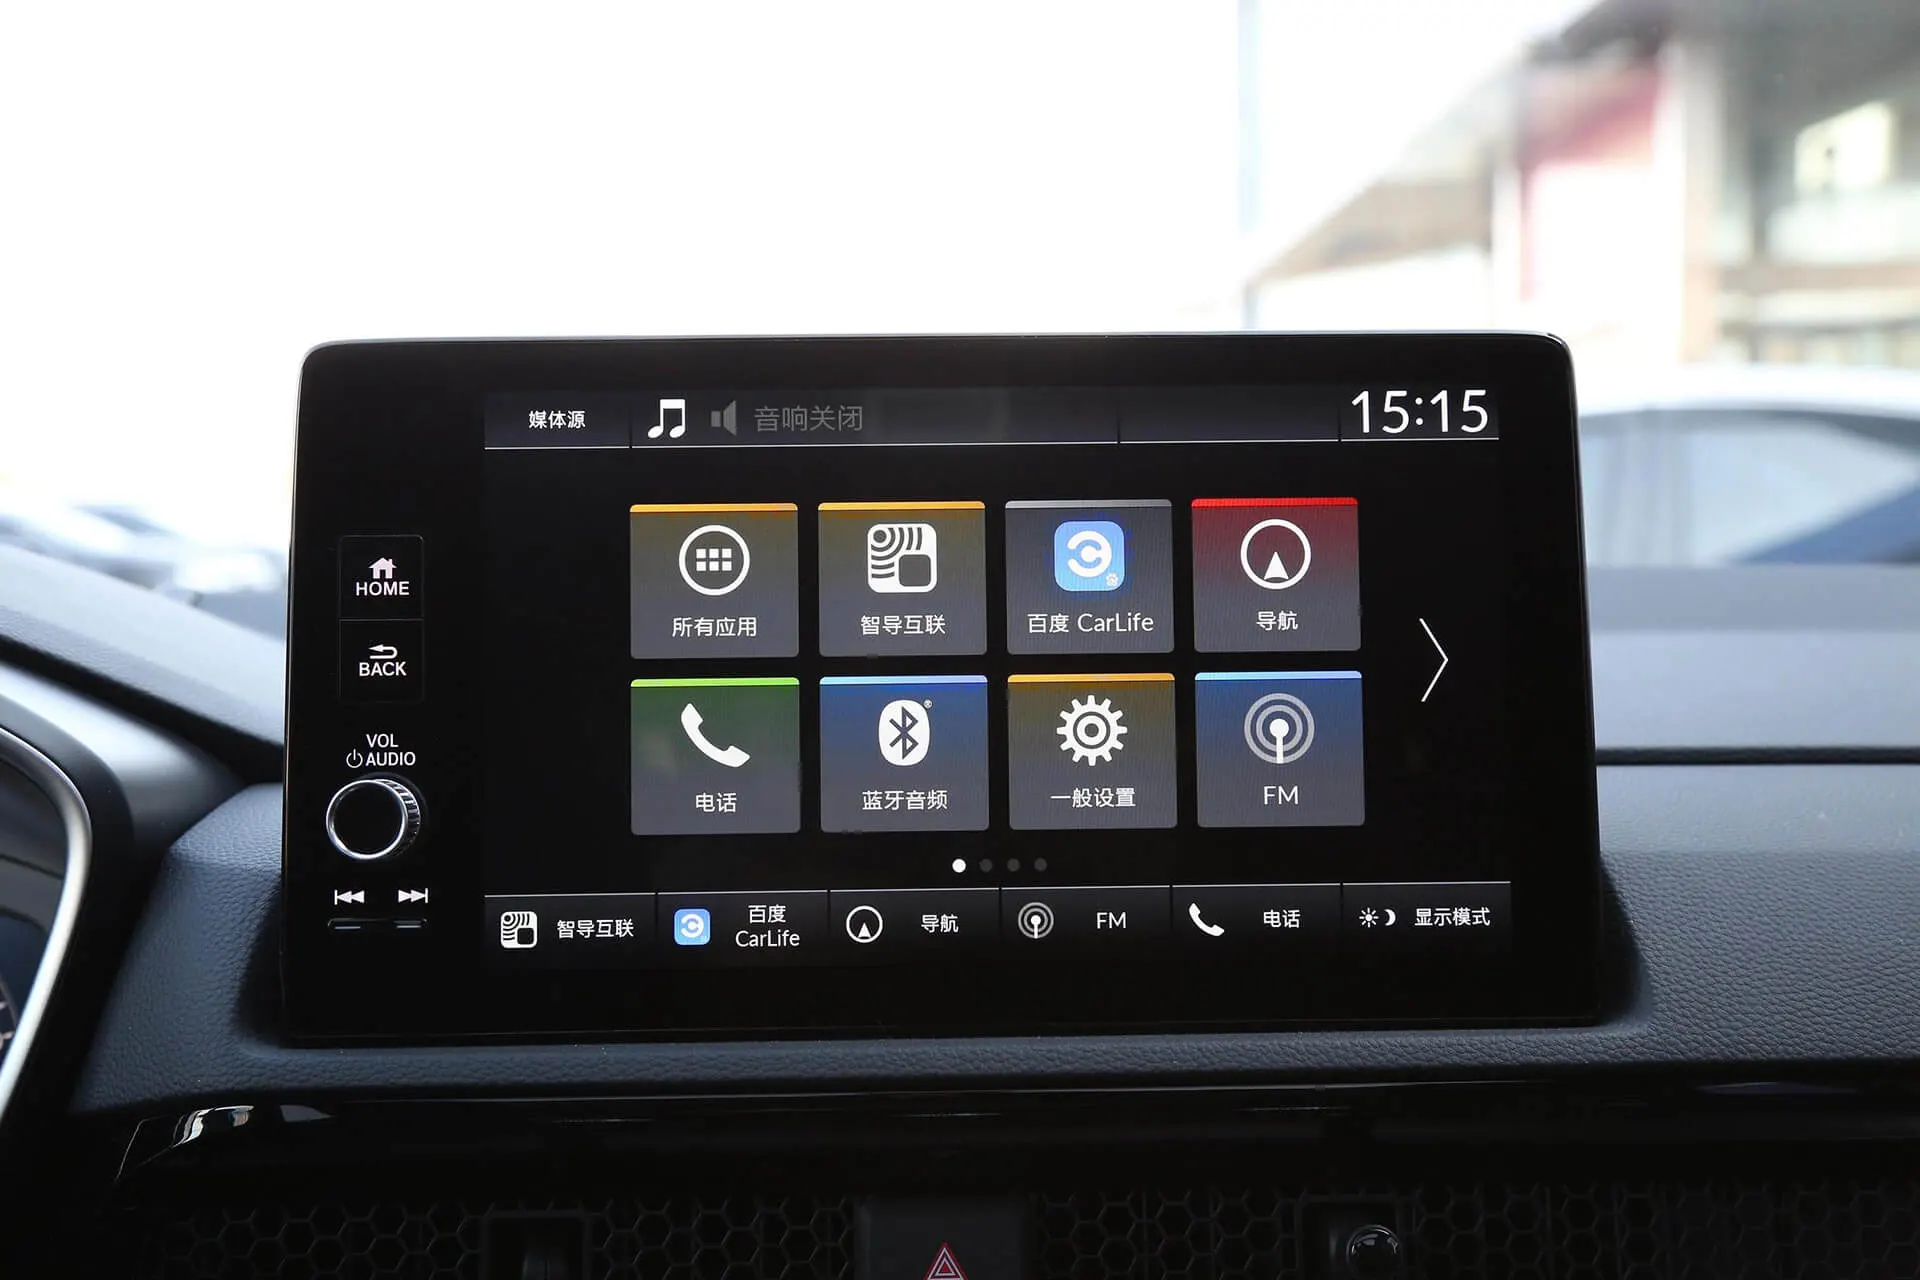 媒体源
音响关闭
15:15
HOME
BACK
VOL
AUDIO
所有应用
智导互联
百度 CarLife
导航
电话
蓝牙音频
一般设置
FM
智导互联
百度
CarLife
导航
FM
电话
显示模式